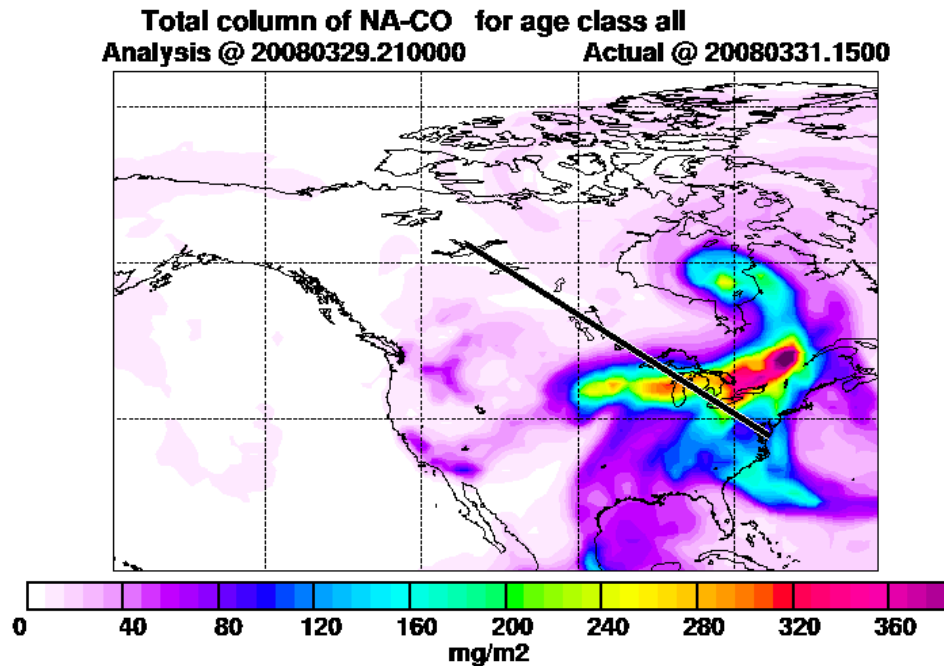 Total column of NA-CO for age class all
Analysis @ 20080329.210000 Actual @ 20080331.1500
0 40 80 120 160 200 240 280 320 360
mg/m2